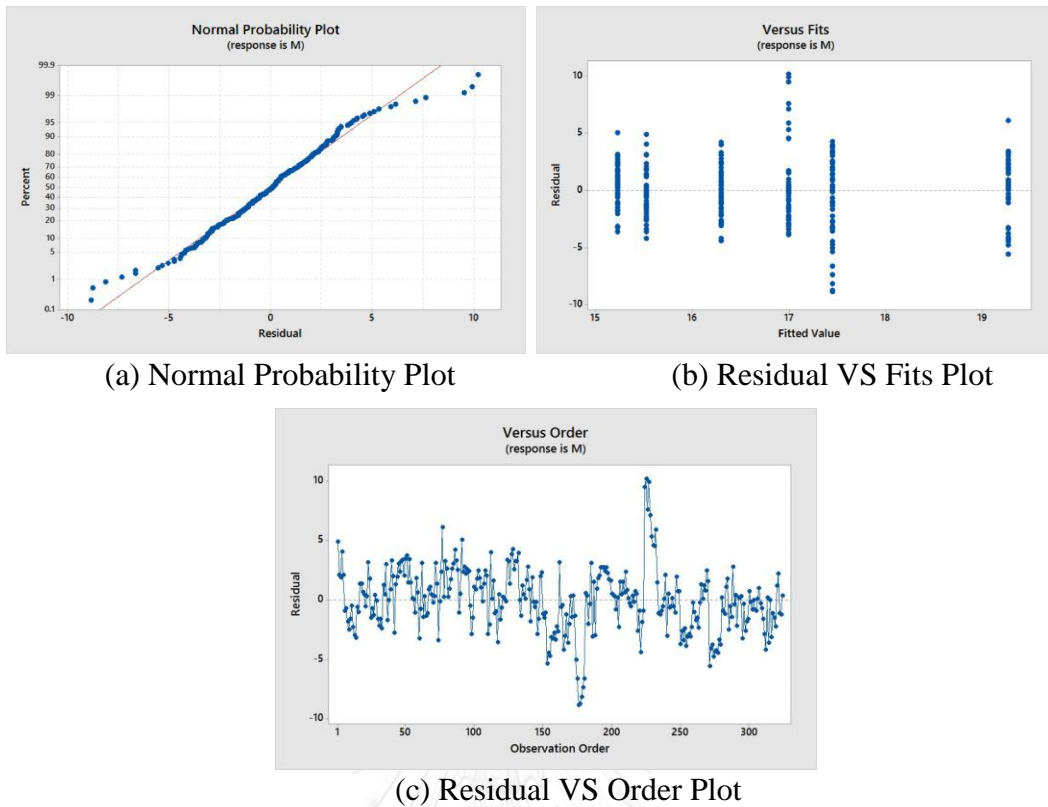 Normal Probability Plot
(response is M)
99.9
99
95
90
80
70
60
50
40
30
20
10
5
1
0.1
Percent
-10
-5
0
5
10
Residual
(a) Normal Probability Plot
Versus Fits
(response is M)
10
5
0
-5
-10
Residual
15
16
17
18
19
Fitted Value
(b) Residual VS Fits Plot
Versus Order
(response is M)
10
5
0
-5
-10
Residual
1
50
100
150
200
250
300
Observation Order
(c) Residual VS Order Plot